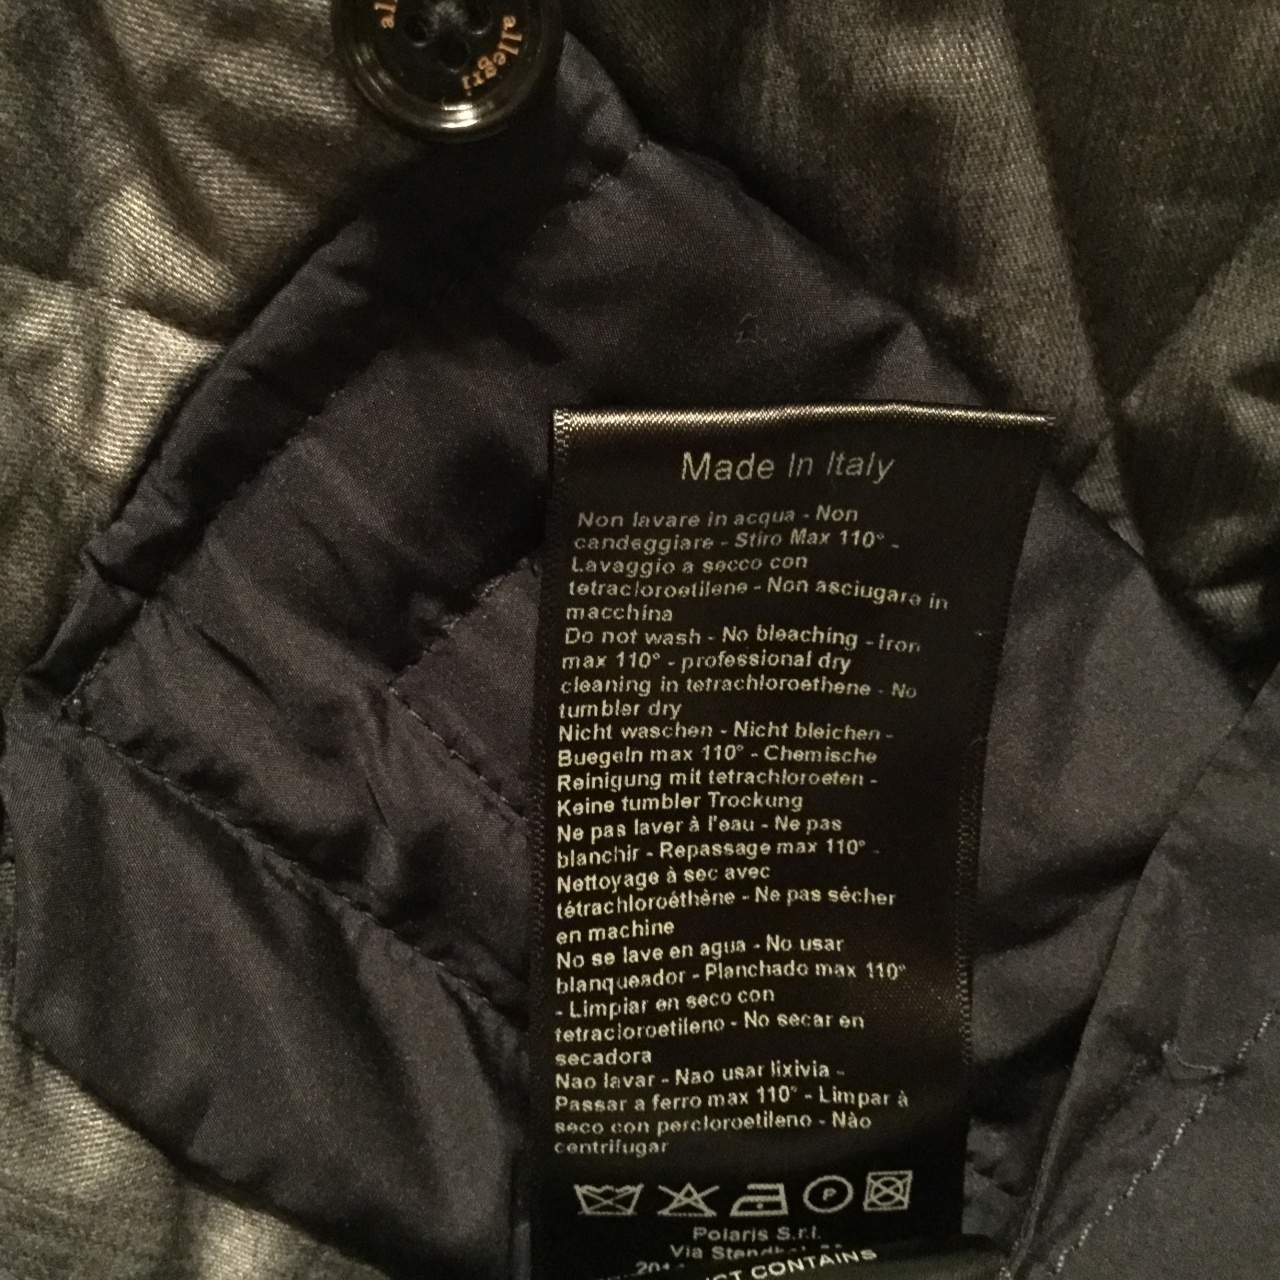 allegri
Made In Italy
Non lavare in acqua - Non
candeggiare - Stiro Max 110° -
Lavaggio a secco con
tetracloroetilene - Non asciugare in
macchina
Do not wash - No bleaching - iron
max 110° - professional dry
cleaning in tetrachloroethene - No
tumbler dry
Nicht waschen - Nicht bleichen -
Buegeln max 110° - Chemische
Reinigung mit tetrachloroeten -
Keine tumbler Trockung
Ne pas laver à l'eau - Ne pas
blanchir - Repassage max 110° -
Nettoyage à sec avec
tétrachloroéthène - Ne pas sècher
en machine
No se lave en agua - No usar
blanqueador - Planchado max 110°
- Limpiar en seco con
tetracloroetileno - No secar en
secadora
Nao lavar - Nao usar lixivia -
Passar a ferro max 110° - Limpar à
seco con percloroetileno - Nào
centrifugar
P
Polaris S.r.l.
Via
CONTAINS